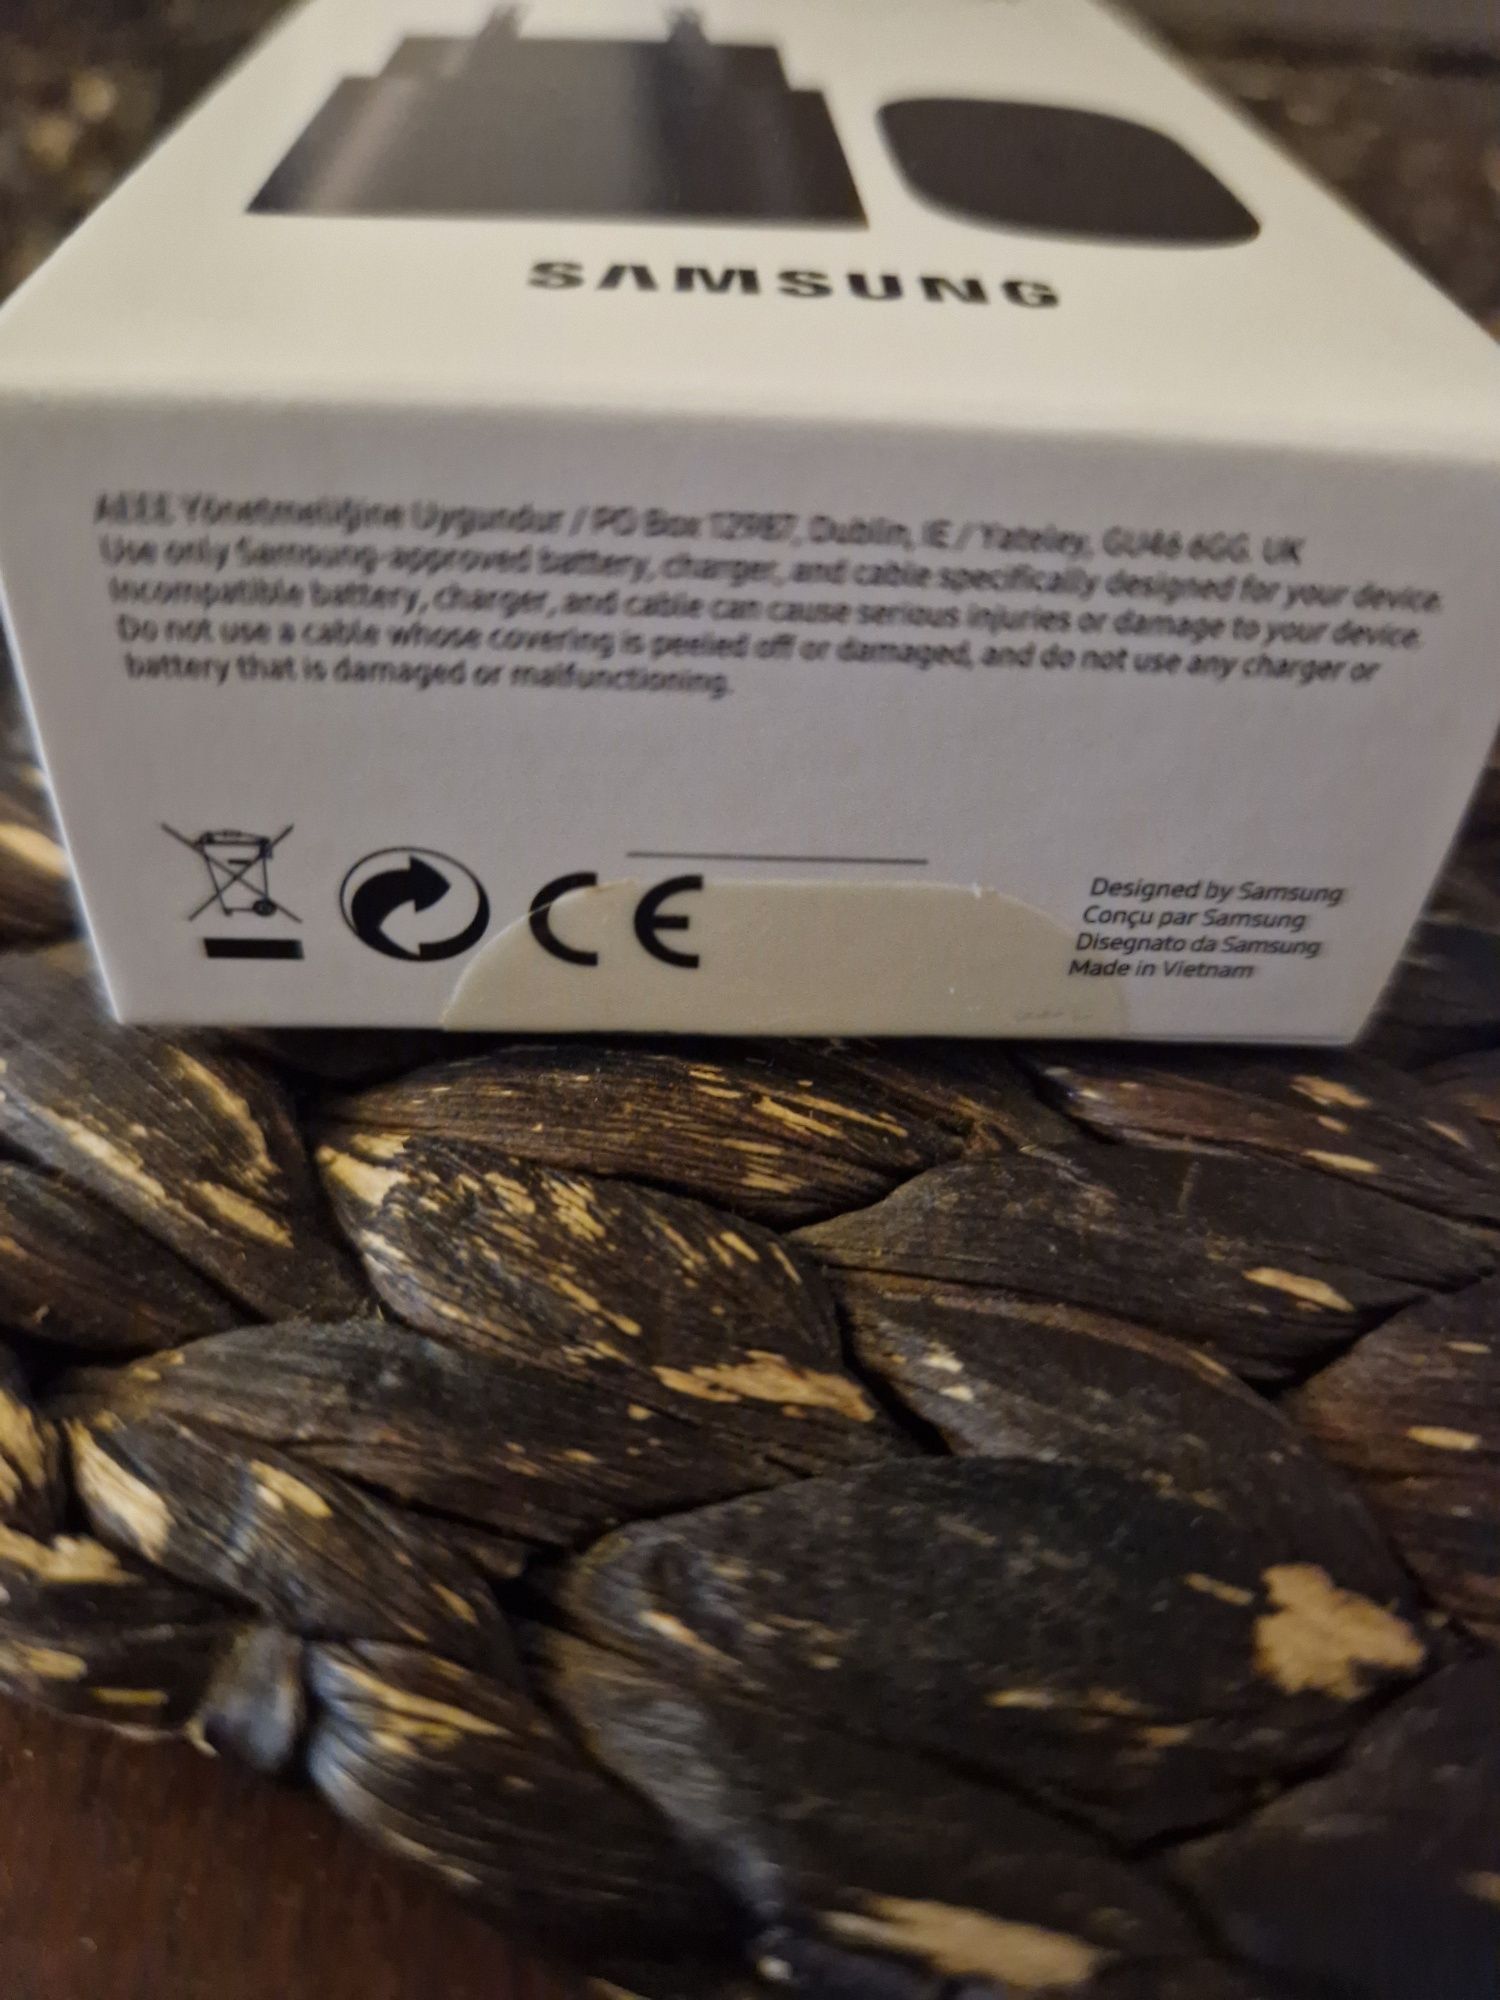 SAMSUNG
AEEE Yönetmeliğine Uygundur / PO Box 12987, Dublin, IE / Yateley, GU46 6GG. UK
Use only Samsung-approved battery, charger, and cable specifically designed for your device.
Incompatible battery, charger, and cable can cause serious injuries or damage to your device.
Do not use a cable whose covering is peeled off or damaged, and do not use any charger or
battery that is damaged or malfunctioning.
CE
Designed by Samsung
Conçu par Samsung
Disegnato da Samsung
Made in Vietnam